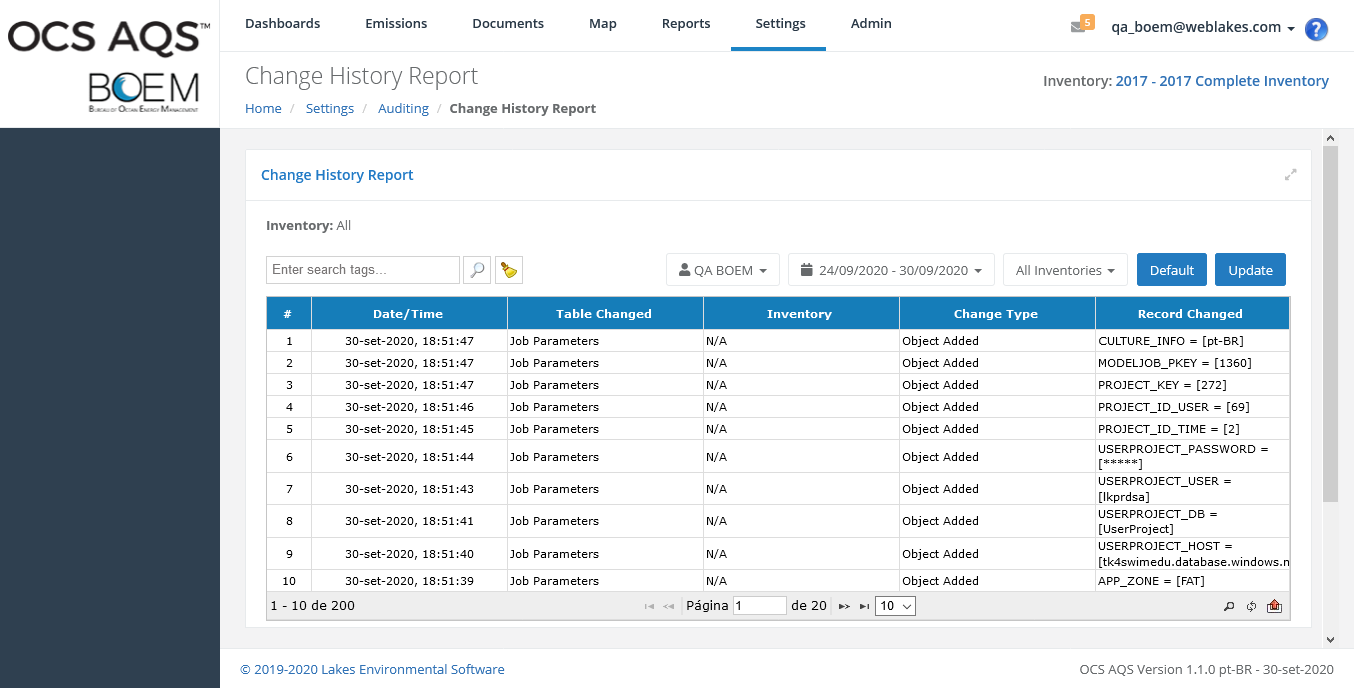 OCS AQS™
BOEM
BUREAU OF OCEAN ENERGY MANAGEMENT
Dashboards Emissions Documents Map Reports Settings Admin
5 qa_boem@weblakes.com ?
Change History Report
Inventory: 2017 - 2017 Complete Inventory
Home / Settings / Auditing / Change History Report
Change History Report
Inventory: All
Enter search tags... QA BOEM 24/09/2020 - 30/09/2020 All Inventories Default Update
# Date/Time Table Changed Inventory Change Type Record Changed
1 30-set-2020, 18:51:47 Job Parameters N/A Object Added CULTURE_INFO = [pt-BR]
2 30-set-2020, 18:51:47 Job Parameters N/A Object Added MODELJOB_PKEY = [1360]
3 30-set-2020, 18:51:47 Job Parameters N/A Object Added PROJECT_KEY = [272]
4 30-set-2020, 18:51:46 Job Parameters N/A Object Added PROJECT_ID_USER = [69]
5 30-set-2020, 18:51:45 Job Parameters N/A Object Added PROJECT_ID_TIME = [2]
6 30-set-2020, 18:51:44 Job Parameters N/A Object Added USERPROJECT_PASSWORD =
[*****]
7 30-set-2020, 18:51:43 Job Parameters N/A Object Added USERPROJECT_USER =
[lkprdsa]
8 30-set-2020, 18:51:41 Job Parameters N/A Object Added USERPROJECT_DB =
[UserProject]
9 30-set-2020, 18:51:40 Job Parameters N/A Object Added USERPROJECT_HOST =
[tk4swimedu.database.windows.n
10 30-set-2020, 18:51:39 Job Parameters N/A Object Added APP_ZONE = [FAT]
1 - 10 de 200 Página 1 de 20 10
© 2019-2020 Lakes Environmental Software
OCS AQS Version 1.1.0 pt-BR - 30-set-2020